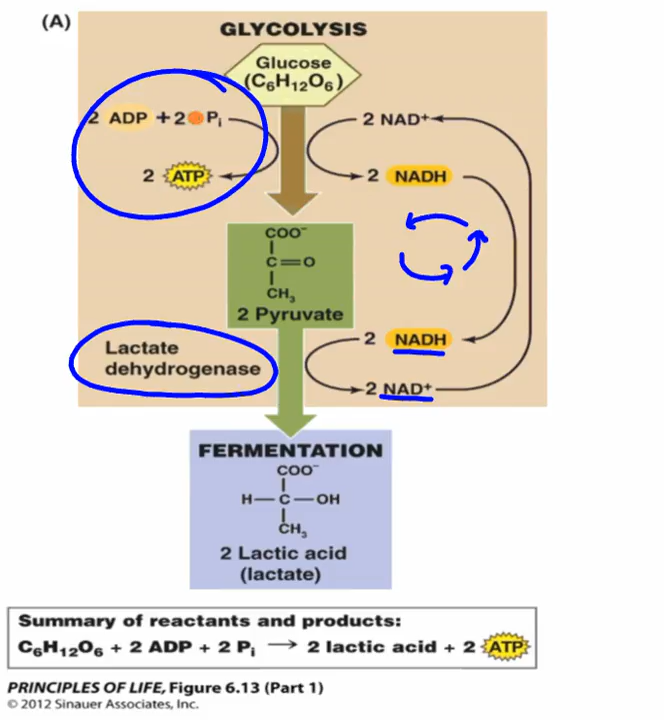 (A)
GLYCOLYSIS
Glucose
(C₆H₁₂O₆)
2 ADP + 2 Pᵢ
2 NAD⁺
2 ATP
2 NADH
COO⁻
C=O
CH₃
2 Pyruvate
2 NADH
Lactate
dehydrogenase
2 NAD⁺
FERMENTATION
COO⁻
H—C—OH
CH₃
2 Lactic acid
(lactate)
Summary of reactants and products:
C₆H₁₂O₆ + 2 ADP + 2 Pᵢ → 2 lactic acid + 2 ATP
PRINCIPLES OF LIFE, Figure 6.13 (Part 1)
© 2012 Sinauer Associates, Inc.